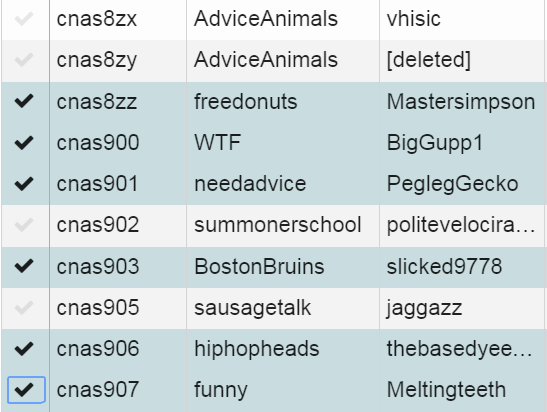 cnas8zx AdviceAnimals vhisic
cnas8zy AdviceAnimals [deleted]
cnas8zz freedonuts Mastersimpson
cnas900 WTF BigGupp1
cnas901 needadvice PeglegGecko
cnas902 summonerschool politevelocira…
cnas903 BostonBruins slicked9778
cnas905 sausagetalk jaggazz
cnas906 hiphopheads thebasedyee…
cnas907 funny Meltingteeth